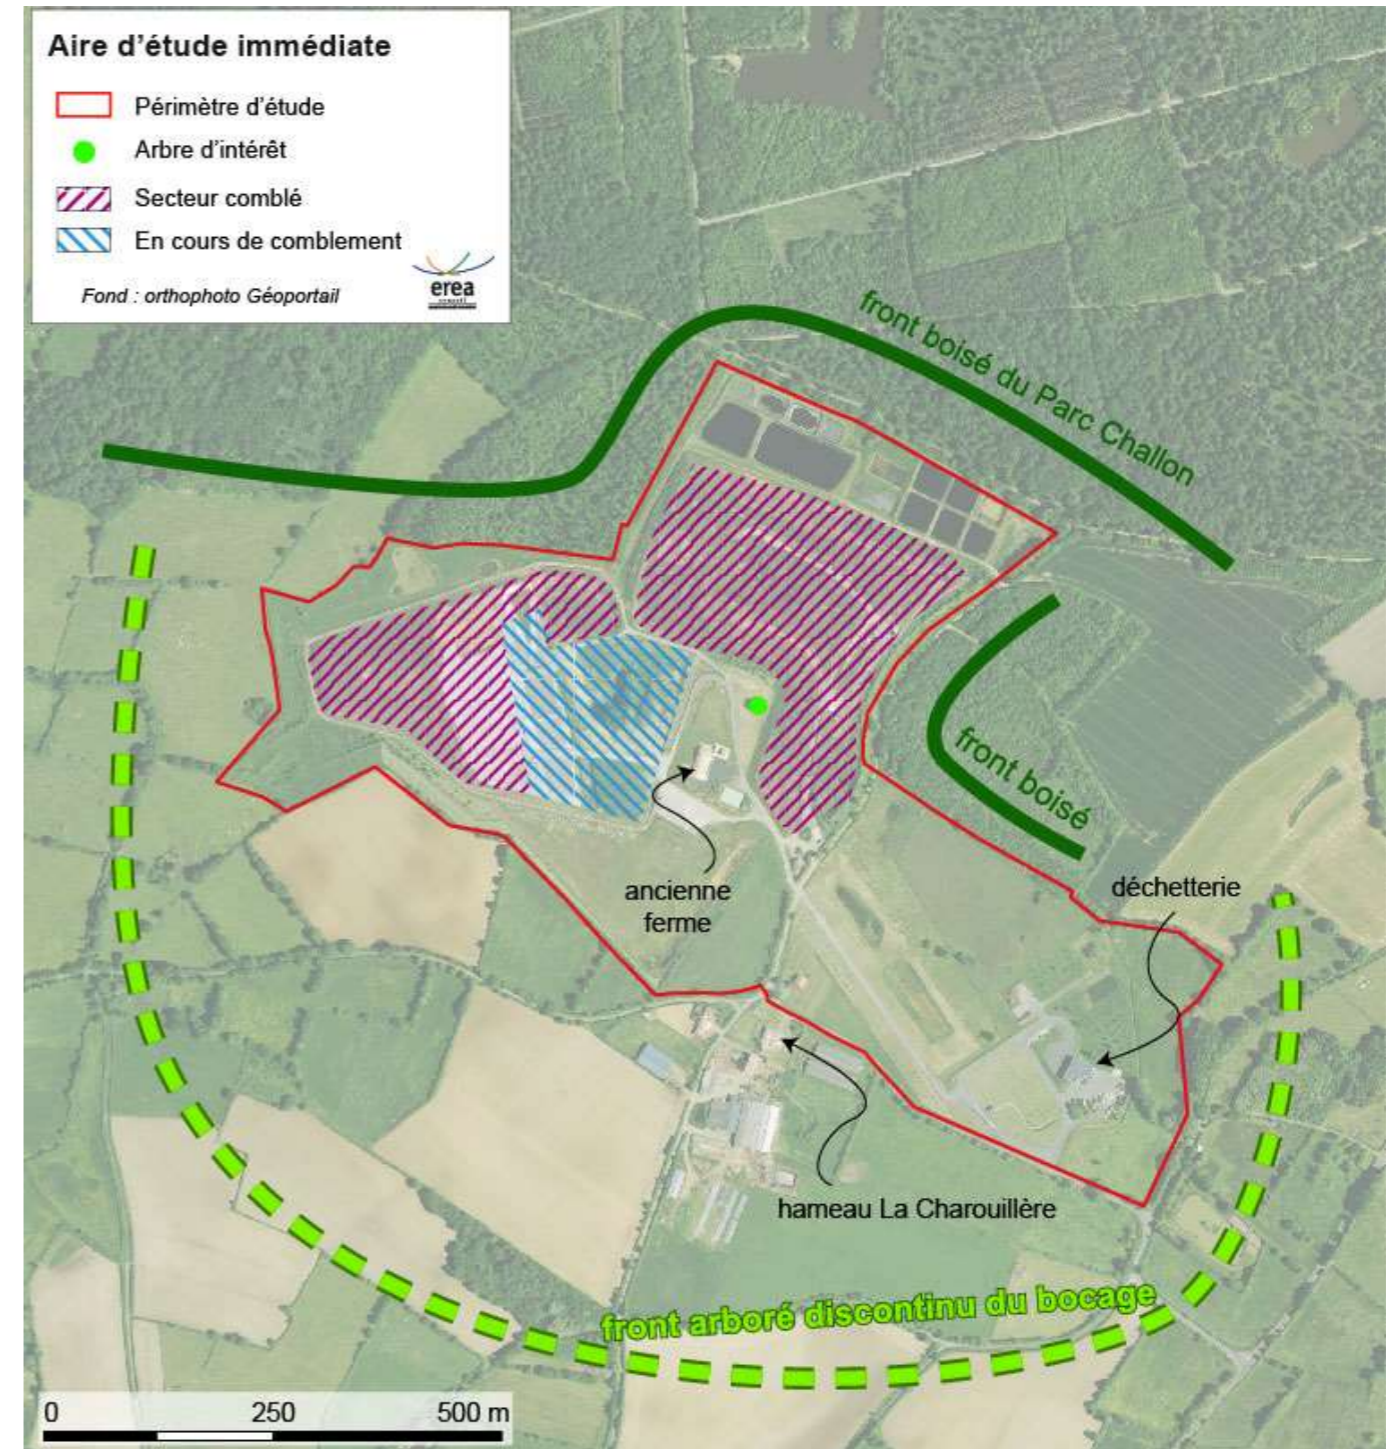 Aire d'étude immédiate
Périmètre d'étude
Arbre d'intérêt
Secteur comblé
En cours de comblement
Fond : orthophoto Géoportail
erea
front boisé du Parc Challon
front boisé
déchetterie
ancienne
ferme
hameau La Charouillère
front arboré discontinu du bocage
0 250 500 m